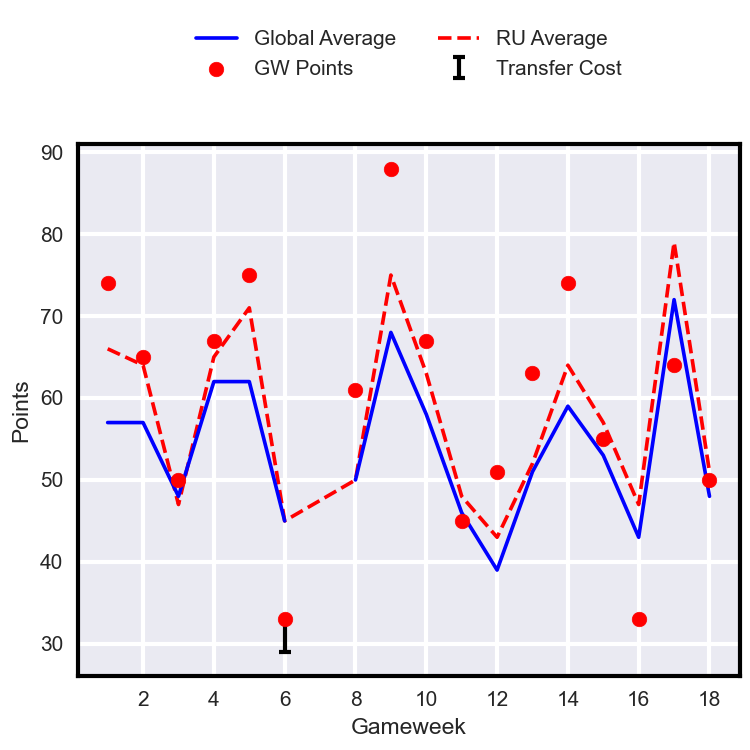 Global Average
RU Average
GW Points
Transfer Cost
90
80
70
60
50
40
30
Points
2 4 6 8 10 12 14 16 18
Gameweek